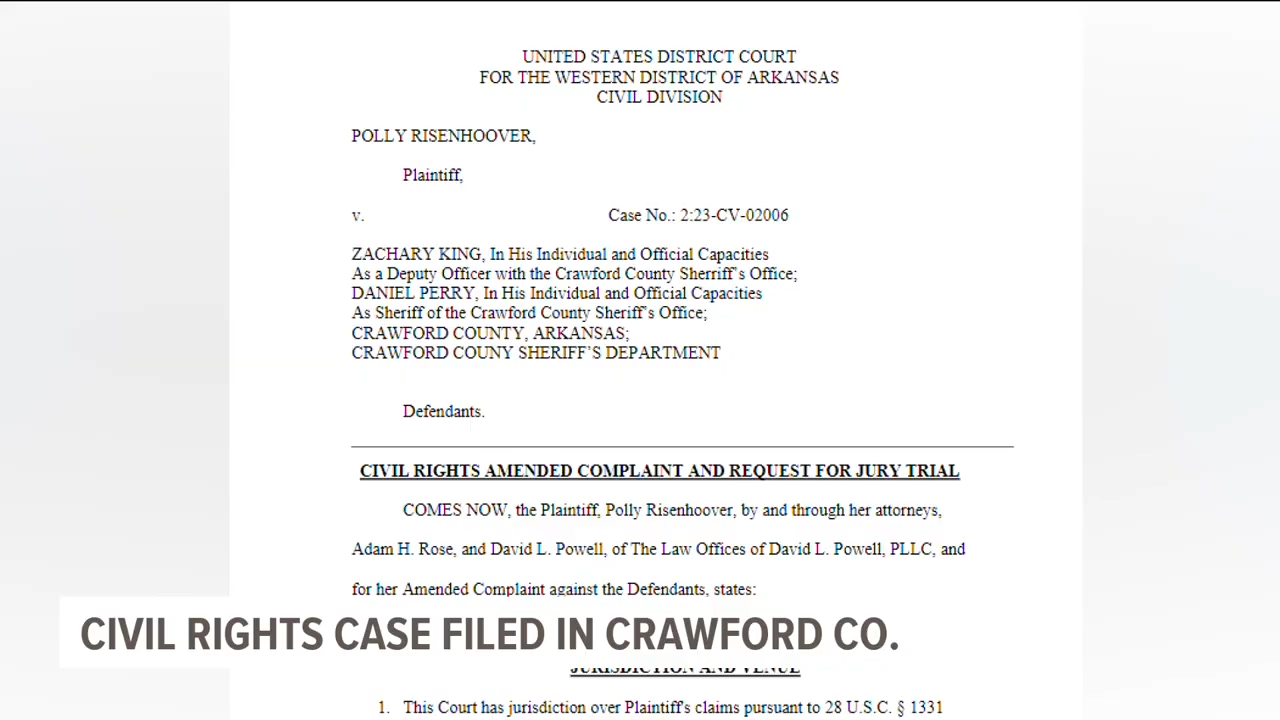 UNITED STATES DISTRICT COURT
FOR THE WESTERN DISTRICT OF ARKANSAS
CIVIL DIVISION
POLLY RISENHOOVER,
Plaintiff,
v. Case No.: 2:23-CV-02006
ZACHARY KING, In His Individual and Official Capacities
As a Deputy Officer with the Crawford County Sherriff's Office;
DANIEL PERRY, In His Individual and Official Capacities
As Sheriff of the Crawford County Sheriff's Office;
CRAWFORD COUNTY, ARKANSAS;
CRAWFORD COUNY SHERIFF'S DEPARTMENT
Defendants.
CIVIL RIGHTS AMENDED COMPLAINT AND REQUEST FOR JURY TRIAL
COMES NOW, the Plaintiff, Polly Risenhoover, by and through her attorneys,
Adam H. Rose, and David L. Powell, of The Law Offices of David L. Powell, PLLC, and
for her Amended Complaint against the Defendants, states:
CIVIL RIGHTS CASE FILED IN CRAWFORD CO.
JURISDICTION AND VENUE
1. This Court has jurisdiction over Plaintiff's claims pursuant to 28 U.S.C. § 1331